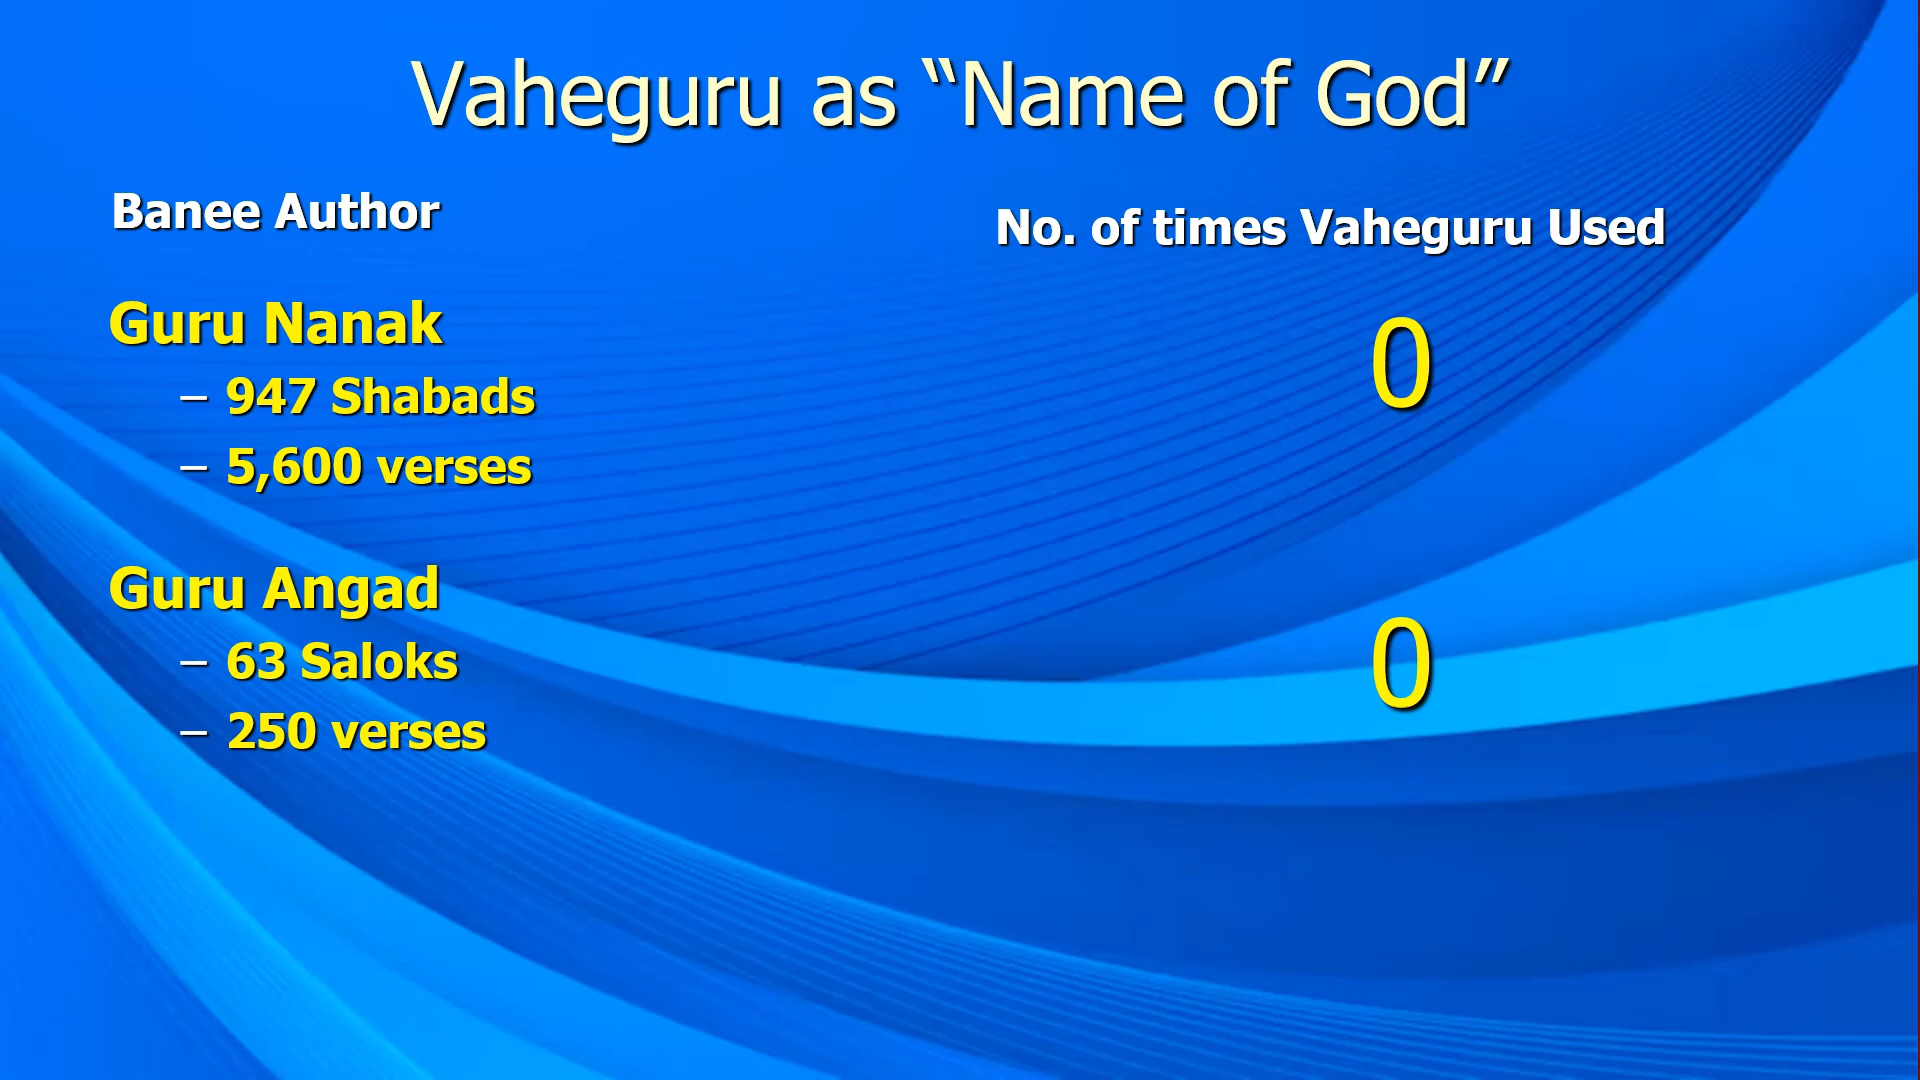 Vaheguru as “Name of God”
Banee Author
No. of times Vaheguru Used
Guru Nanak
0
– 947 Shabads
– 5,600 verses
Guru Angad
0
– 63 Saloks
– 250 verses